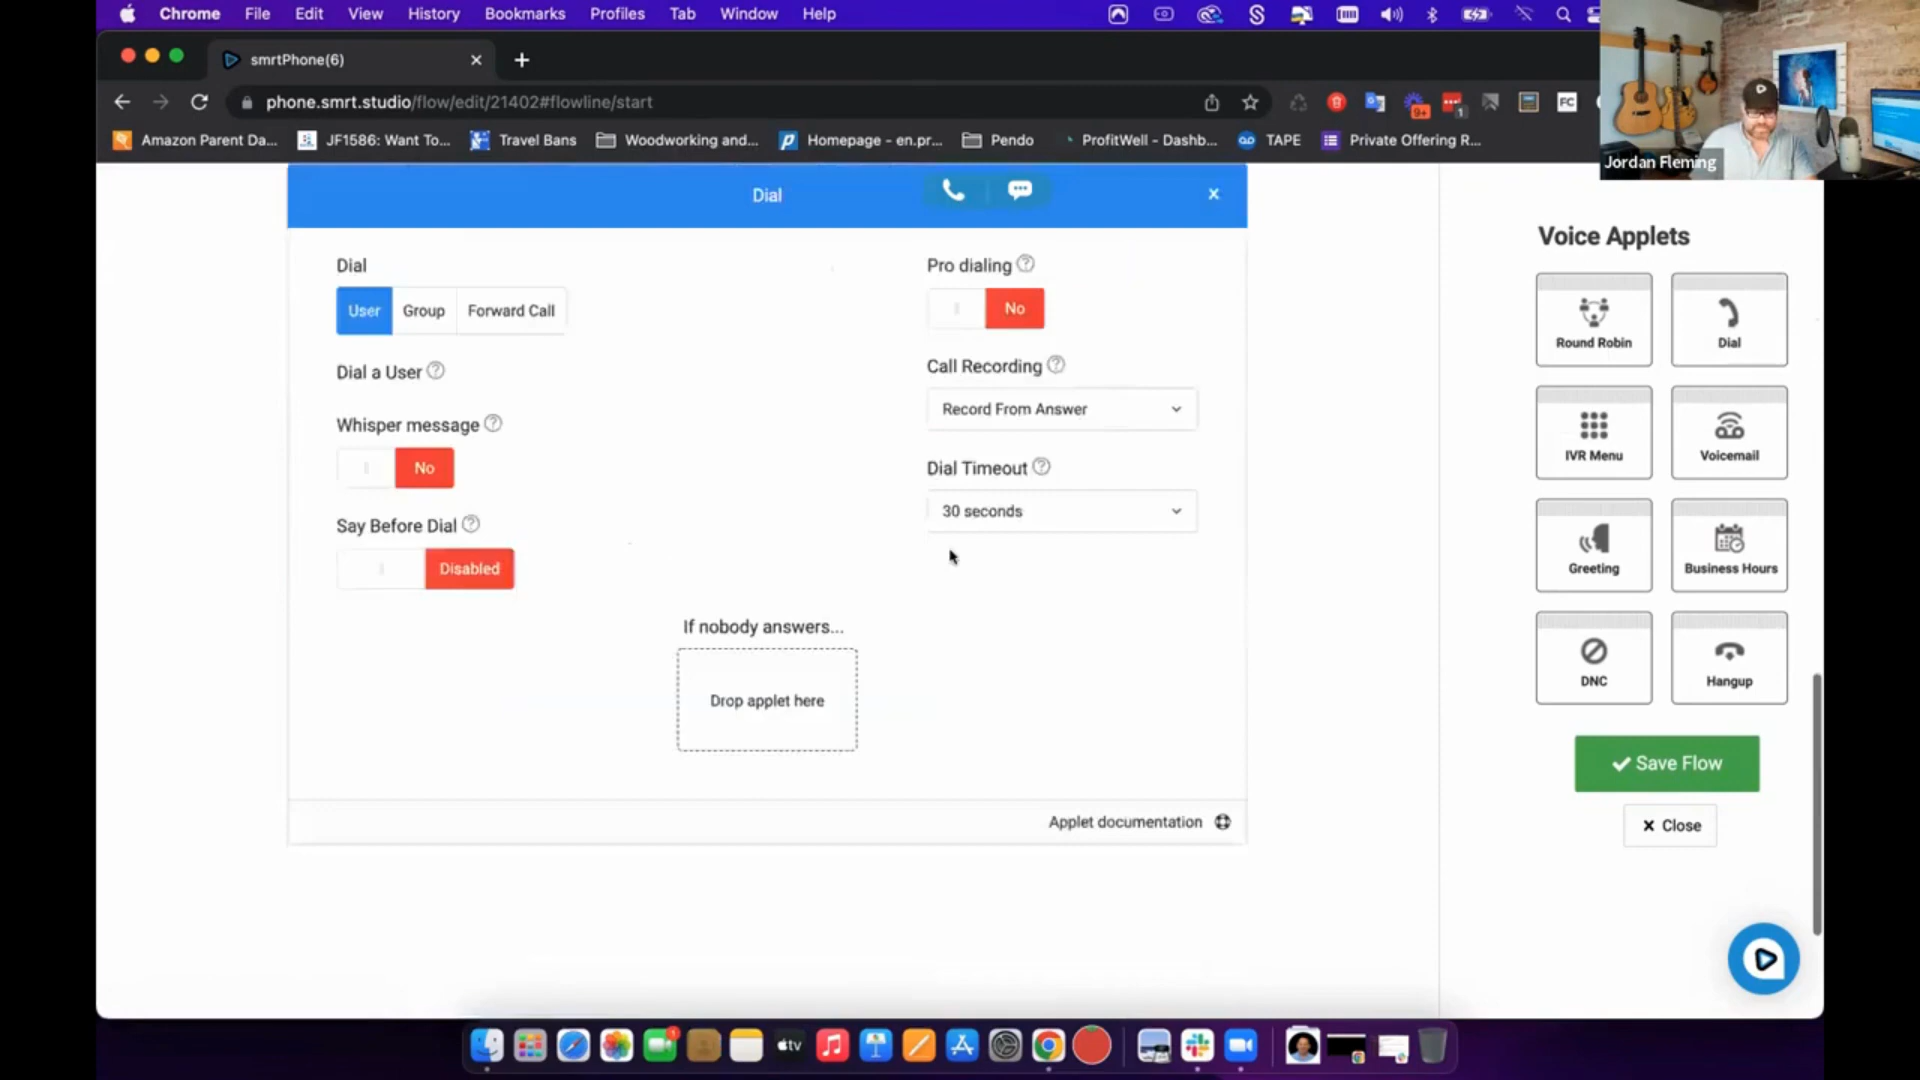 Chrome File Edit View History Bookmarks Profiles Tab Window Help
smrtPhone(6)
phone.smrt.studio/flow/edit/21402#flowline/start
9+
1
FC
Amazon Parent Da... JF1586: Want To... Travel Bans Woodworking and... Homepage - en.pr... Pendo ProfitWell - Dashb... TAPE Private Offering R...
Jordan Fleming
Dial
Dial
User Group Forward Call
Dial a User
Whisper message
No
Say Before Dial
Disabled
Pro dialing
No
Call Recording
Record From Answer
Dial Timeout
30 seconds
If nobody answers...
Drop applet here
Applet documentation
Voice Applets
Round Robin
Dial
IVR Menu
Voicemail
Greeting
Business Hours
DNC
Hangup
Save Flow
Close
tv